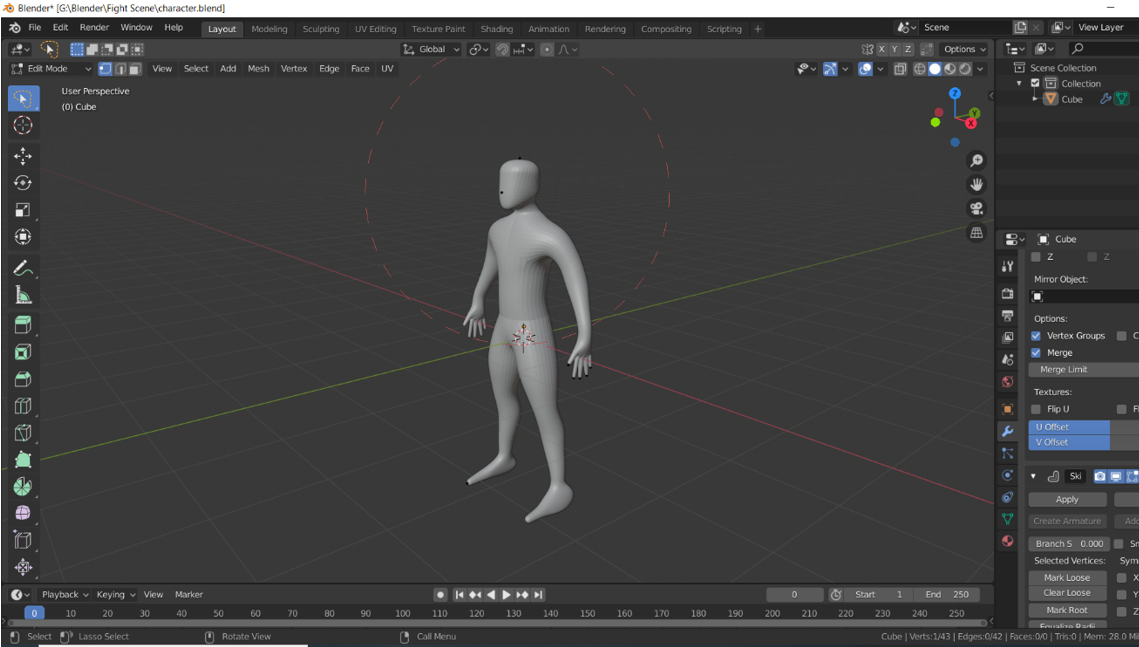 Blender* [G:\Blender\Fight Scene\character.blend]
File Edit Render Window Help Layout Modeling Sculpting UV Editing Texture Paint Shading Animation Rendering Compositing Scripting + Scene View Layer
Global X Y Z Options
Edit Mode View Select Add Mesh Vertex Edge Face UV
Scene Collection
Collection
Cube
User Perspective
(0) Cube
Z
Y
X
Cube
Z Z
Mirror Object:
Options:
Vertex Groups
Merge
Merge Limit
Textures:
Flip U
U Offset
V Offset
Ski
Apply
Create Armature Add
Branch S 0.000 Sm
Selected Vertices: Sym
Mark Loose X
Clear Loose Y
Mark Root Z
Equalize Radii
Playback Keying View Marker 0 Start 1 End 250
0 10 20 30 40 50 60 70 80 90 100 110 120 130 140 150 160 170 180 190 200 210 220 230 240 250
Select Lasso Select Rotate View Call Menu Cube | Verts:1/43 | Edges:0/42 | Faces:0/0 | Tris:0 | Mem: 28.0 Mi